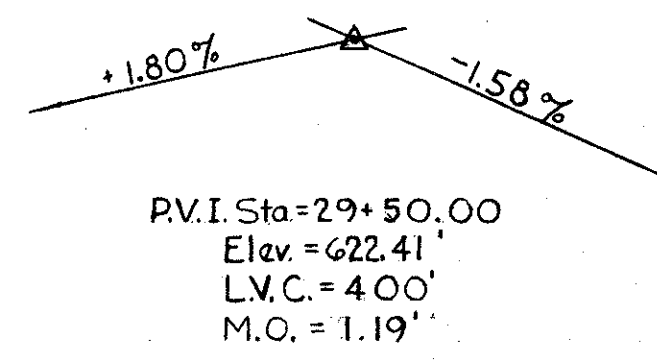 +1.80%
-1.58%
P.V.I. Sta=29+50.00
Elev. = 622.41'
L.V.C. = 400'
M.O. = 1.19'